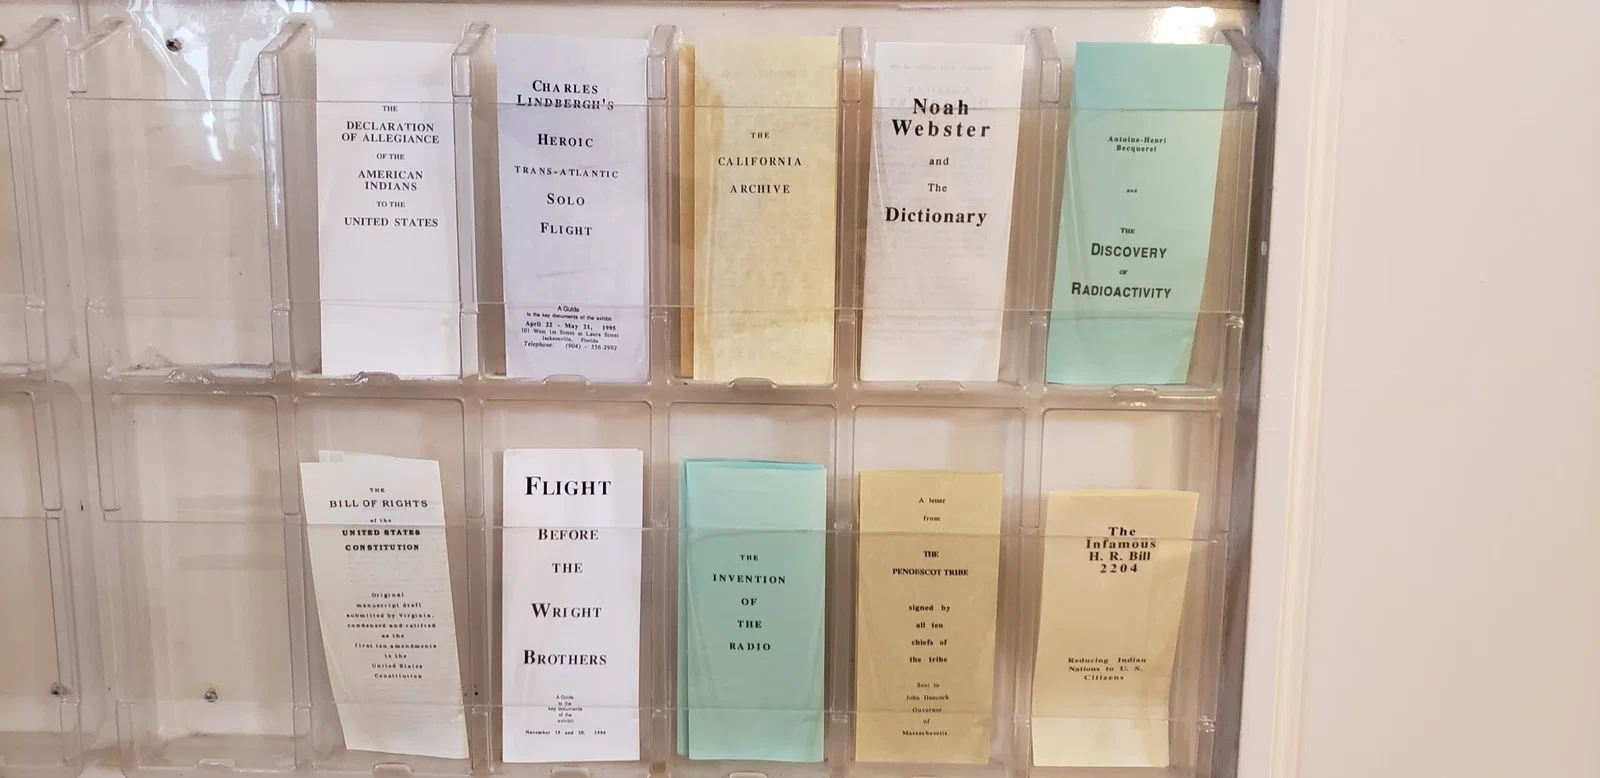 THE
DECLARATION
OF ALLEGIANCE
OF THE
AMERICAN
INDIANS
TO THE
UNITED STATES
CHARLES
LINDBERGH'S
HEROIC
TRANS-ATLANTIC
SOLO
FLIGHT
A Guide
to the key documents of the exhibit
April 22 - May 21, 1995
101 West 1st Street at Laura Street
Jacksonville, Florida
Telephone: (904) - 356-2992
THE
CALIFORNIA
ARCHIVE
Noah
Webster
and
The
Dictionary
Antoine-Henri
Becquerel
and
THE
DISCOVERY
OF
RADIOACTIVITY
THE
BILL OF RIGHTS
of the
UNITED STATES
CONSTITUTION
Original
manuscript draft
submitted by Virginia,
condensed and ratified
as the
first ten amendments
in the
United States
Constitution
FLIGHT
BEFORE
THE
WRIGHT
BROTHERS
A Guide
to the
key documents
of the
exhibit
November 19 and 20, 1994
THE
INVENTION
OF
THE
RADIO
A letter
from
THE
PENOBSCOT TRIBE
signed by
all ten
chiefs of
the tribe
Sent to
John Hancock
Governor
of
Massachusetts.
The
Infamous
H. R. Bill
2204
Reducing Indian
Nations to U. S.
Citizens